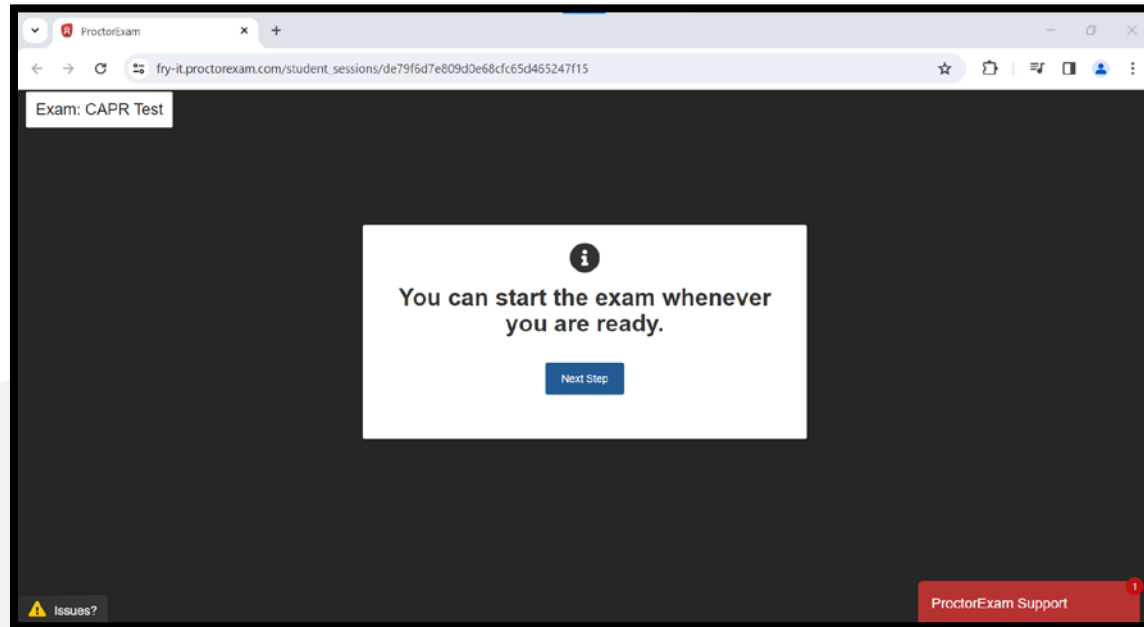 ProctorExam
fry-it.proctorexam.com/student_sessions/de79f6d7e809d0e68cfc65d465247f15
Exam: CAPR Test
You can start the exam whenever
you are ready.
Next Step
Issues?
ProctorExam Support
1